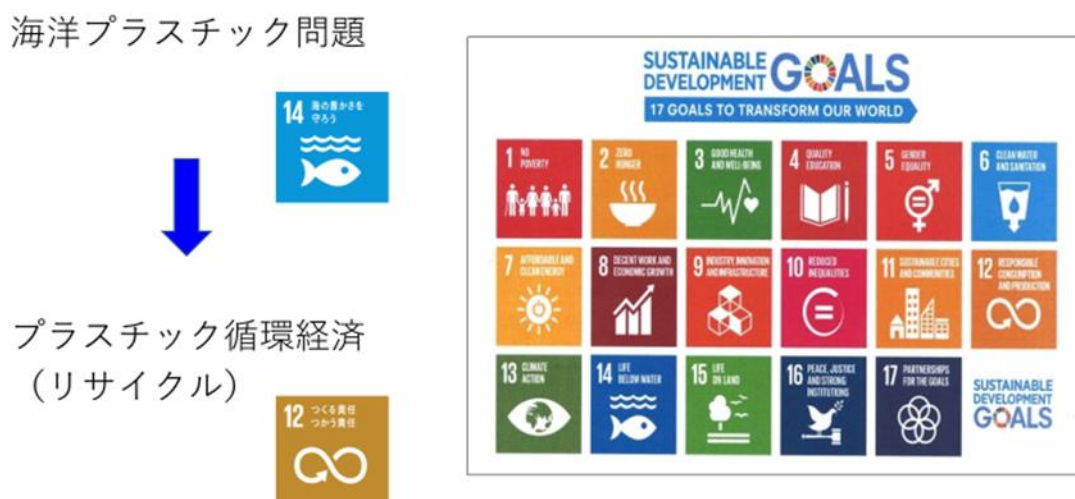 海洋プラスチック問題
14 海の豊かさを
守ろう
プラスチック循環経済
（リサイクル）
12 つくる責任
つかう責任
SUSTAINABLE
DEVELOPMENT GOALS
17 GOALS TO TRANSFORM OUR WORLD
1 NO
POVERTY
2 ZERO
HUNGER
3 GOOD HEALTH
AND WELL-BEING
4 QUALITY
EDUCATION
5 GENDER
EQUALITY
6 CLEAN WATER
AND SANITATION
7 AFFORDABLE AND
CLEAN ENERGY
8 DECENT WORK AND
ECONOMIC GROWTH
9 INDUSTRY, INNOVATION
AND INFRASTRUCTURE
10 REDUCED
INEQUALITIES
11 SUSTAINABLE CITIES
AND COMMUNITIES
12 RESPONSIBLE
CONSUMPTION
AND PRODUCTION
13 CLIMATE
ACTION
14 LIFE
BELOW WATER
15 LIFE
ON LAND
16 PEACE, JUSTICE
AND STRONG
INSTITUTIONS
17 PARTNERSHIPS
FOR THE GOALS
SUSTAINABLE
DEVELOPMENT
GOALS